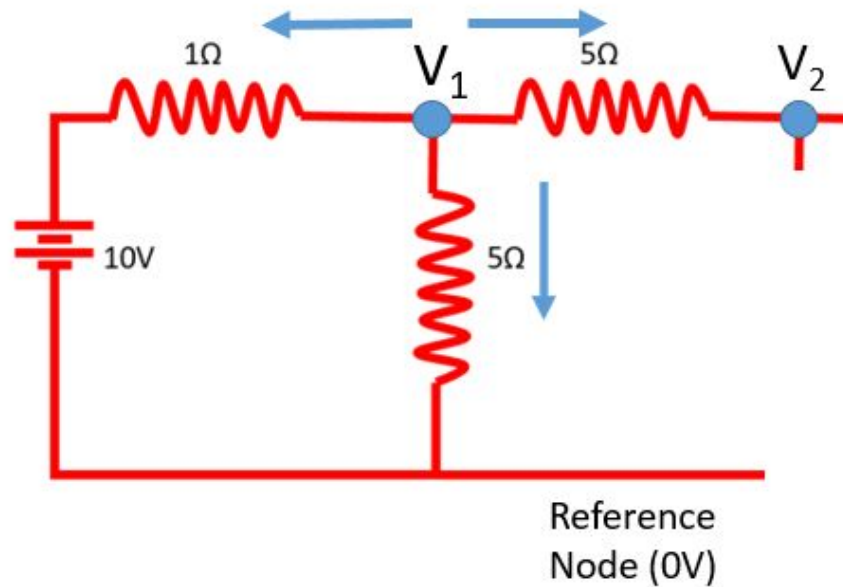 1Ω
V₁
5Ω
V₂
10V
5Ω
Reference
Node (0V)